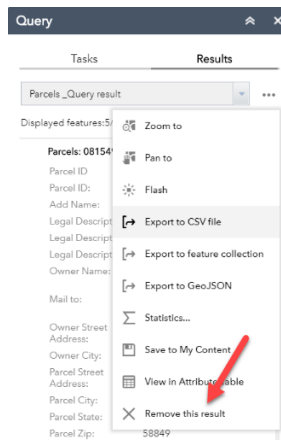 Query
Tasks Results
Parcels _Query result
Displayed features:5/
Parcels: 08154
Parcel ID
Parcel ID:
Add Name:
Legal Descript
Legal Descript
Legal Descript
Owner Name:
Mail to:
Owner Street
Address:
Owner City:
Parcel Street
Address:
Parcel City:
Parcel State:
Parcel Zip: 58849
Zoom to
Pan to
Flash
Export to CSV file
Export to feature collection
Export to GeoJSON
Statistics...
Save to My Content
View in Attribute Table
Remove this result